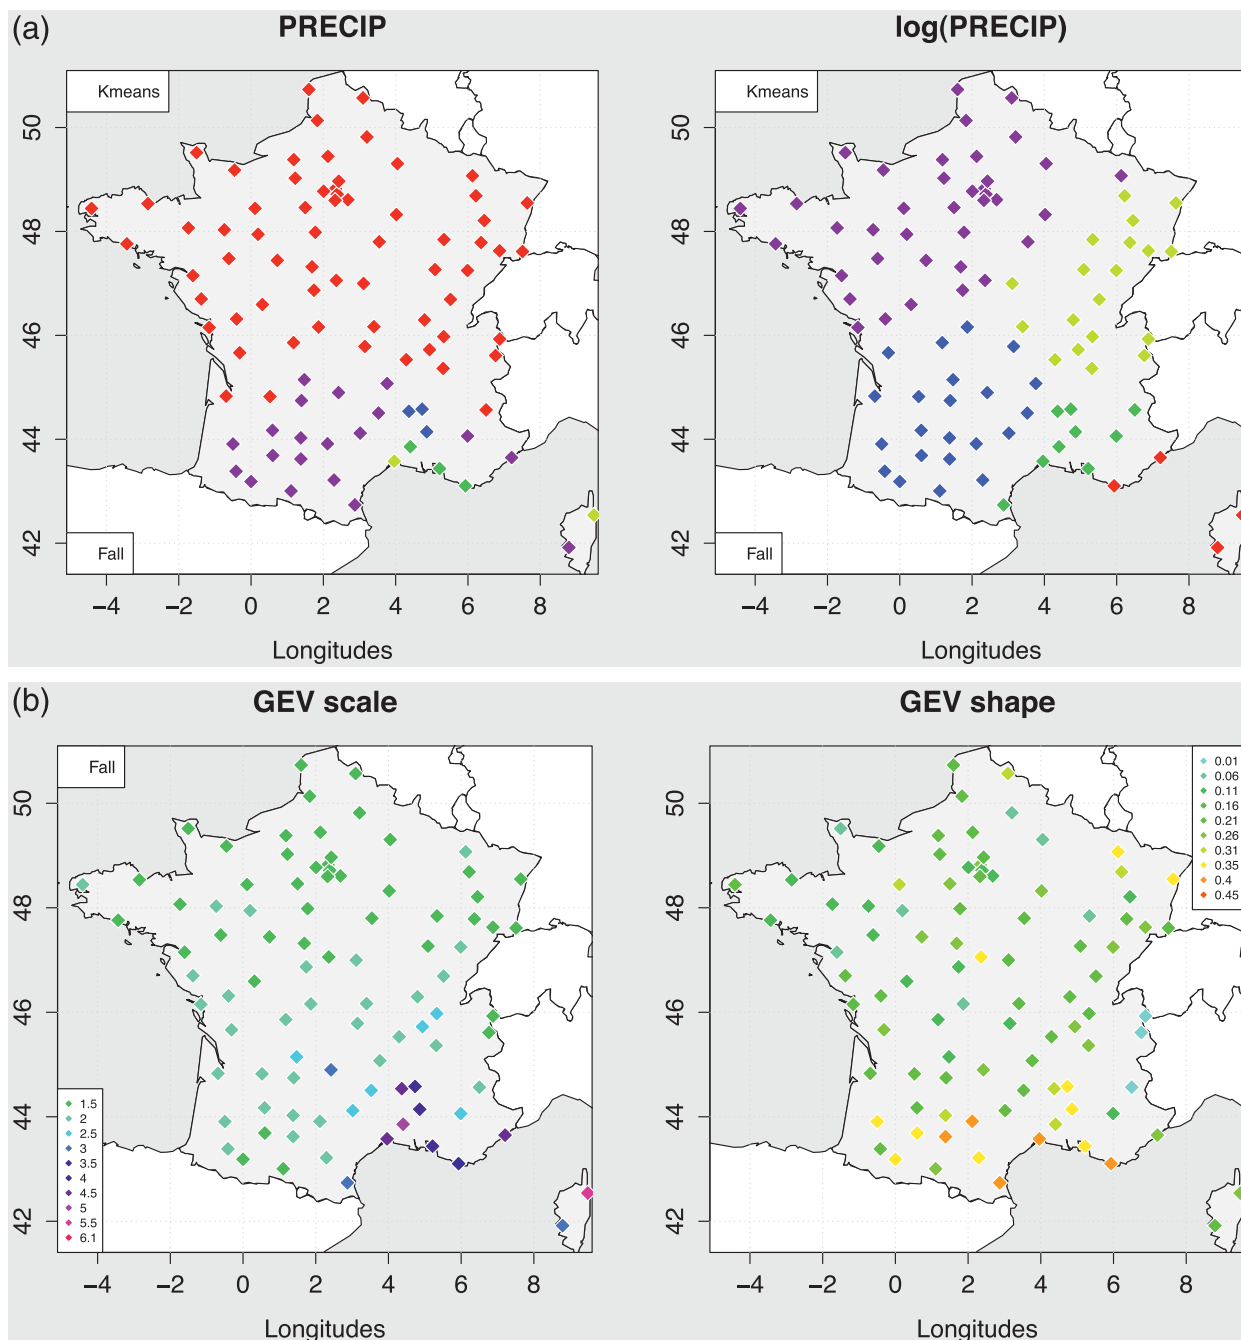 (a)
PRECIP
log(PRECIP)
Kmeans
Kmeans
50
48
46
44
42
50
48
46
44
42
Fall
Fall
−4 −2 0 2 4 6 8
−4 −2 0 2 4 6 8
Longitudes
Longitudes
(b)
GEV scale
GEV shape
Fall
0.01
0.06
0.11
0.16
0.21
0.26
0.31
0.35
0.4
0.45
50
48
46
44
42
50
48
46
44
42
1.5
2
2.5
3
3.5
4
4.5
5
5.5
6.1
−4 −2 0 2 4 6 8
−4 −2 0 2 4 6 8
Longitudes
Longitudes